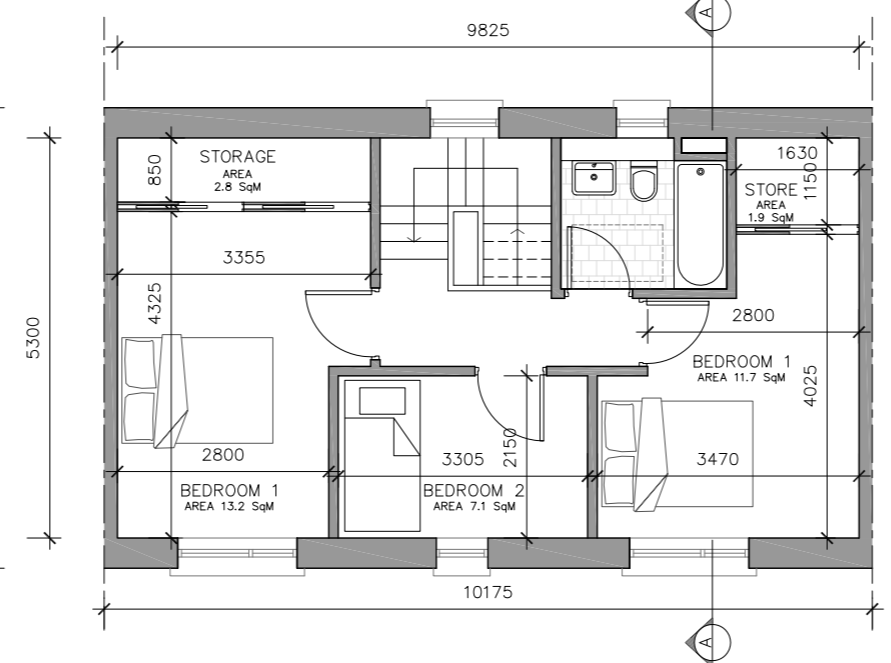 A
9825
STORAGE
AREA
2.8 SqM
850
1630
1150
STORE
AREA
1.9 SqM
3355
4325
5300
2800
BEDROOM 1
AREA 11.7 SqM
4025
2800
3305
2150
3470
BEDROOM 1
AREA 13.2 SqM
BEDROOM 2
AREA 7.1 SqM
10175
A